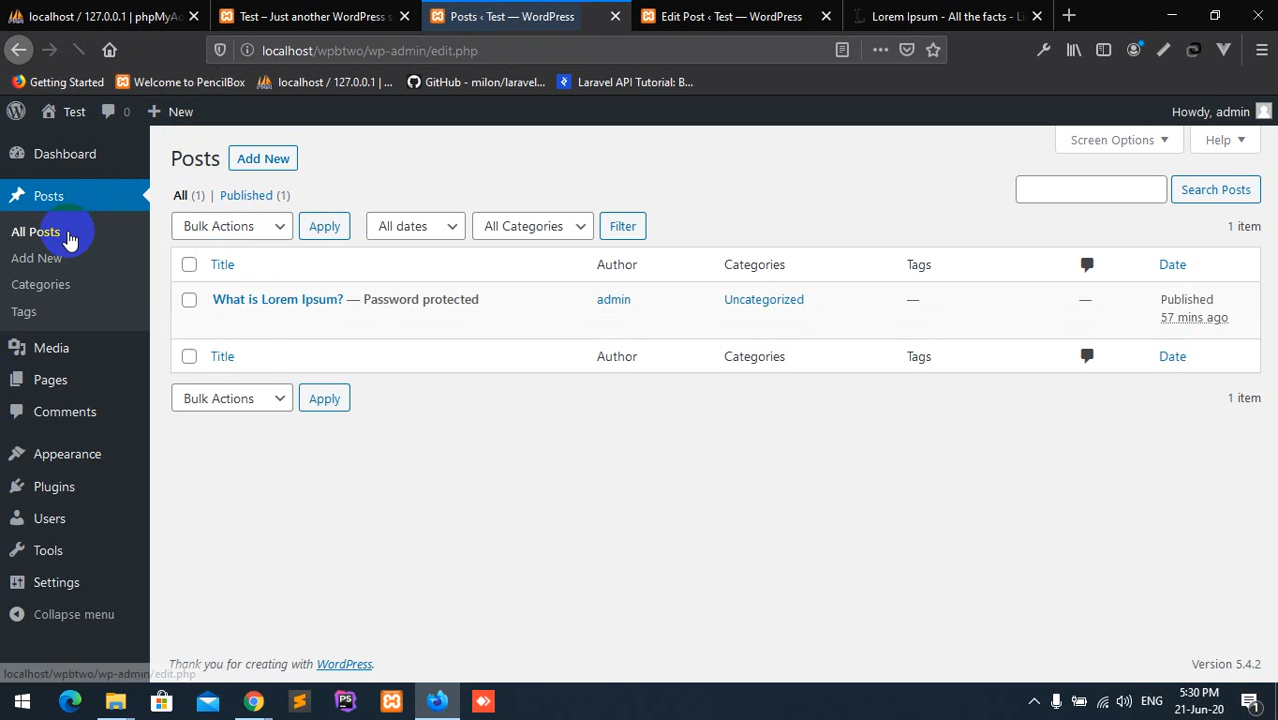 localhost / 127.0.0.1 | phpMyA
Test – Just another WordPress s
Posts ‹ Test — WordPress
Edit Post ‹ Test — WordPress
Lorem Ipsum - All the facts - Li
localhost/wpbtwo/wp-admin/edit.php
Getting Started
Welcome to PencilBox
localhost / 127.0.0.1 | ...
GitHub - milon/laravel...
Laravel API Tutorial: B...
Test
0
New
Howdy, admin
Dashboard
Posts
All Posts
Add New
Categories
Tags
Media
Pages
Comments
Appearance
Plugins
Users
Tools
Settings
Collapse menu
Screen Options
Help
Posts
Add New
All (1) | Published (1)
Search Posts
Bulk Actions
Apply
All dates
All Categories
Filter
1 item
Title
Author
Categories
Tags
Date
What is Lorem Ipsum? — Password protected
admin
Uncategorized
—
—
Published
57 mins ago
Title
Author
Categories
Tags
Date
Bulk Actions
Apply
1 item
Thank you for creating with WordPress.
Version 5.4.2
localhost/wpbtwo/wp-admin/edit.php
PS
ENG
5:30 PM
21-Jun-20
1